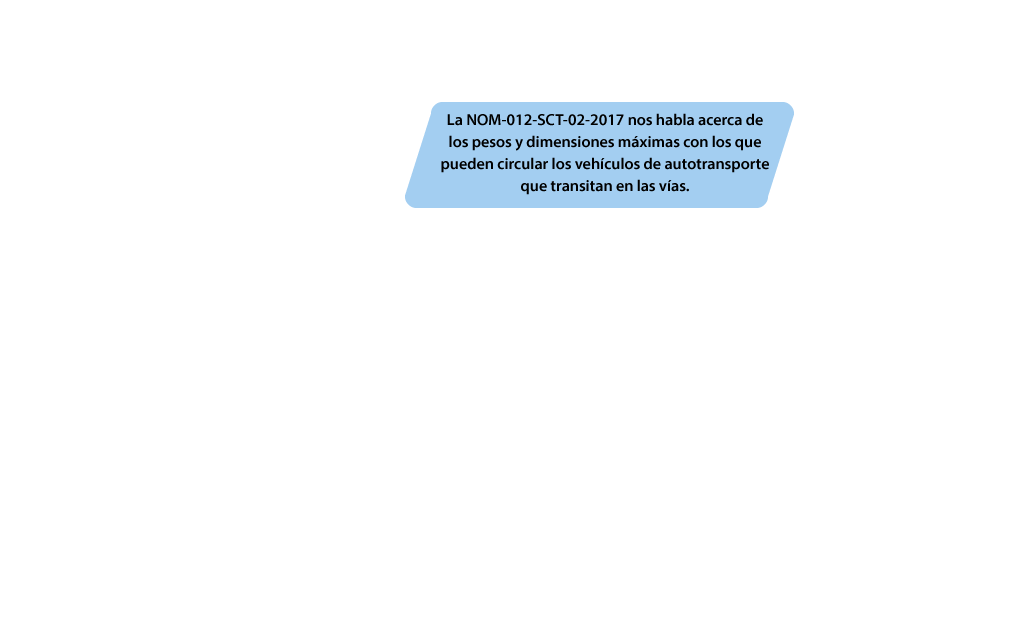 La NOM-012-SCT-02-2017 nos habla acerca de
los pesos y dimensiones máximas con los que
pueden circular los vehículos de autotransporte
que transitan en las vías.